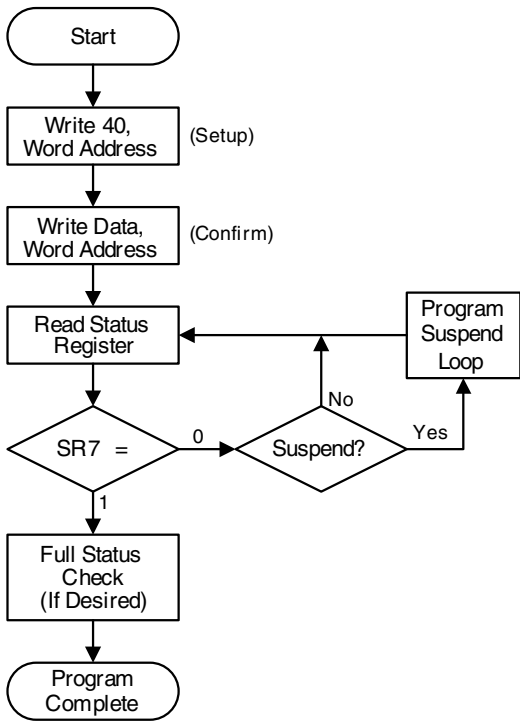 Start
Write 40,
Word Address
(Setup)
Write Data,
Word Address
(Confirm)
Read Status
Register
Program
Suspend
Loop
No
SR7 =
0
Suspend?
Yes
1
Full Status
Check
(If Desired)
Program
Complete